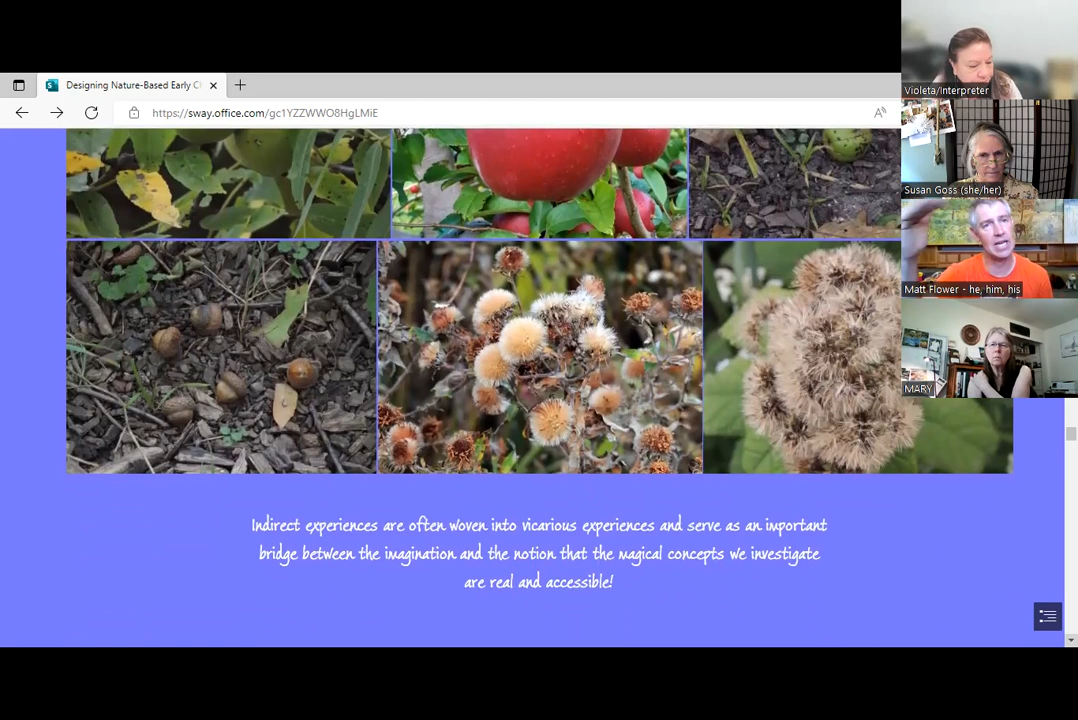 Designing Nature-Based Early C
https://sway.office.com/gc1YZZWWO8HgLMiE
Violeta/Interpreter
Susan Goss (she/her)
Matt Flower - he, him, his
MARY
Indirect experiences are often woven into vicarious experiences and serve as an important
bridge between the imagination and the notion that the magical concepts we investigate
are real and accessible!